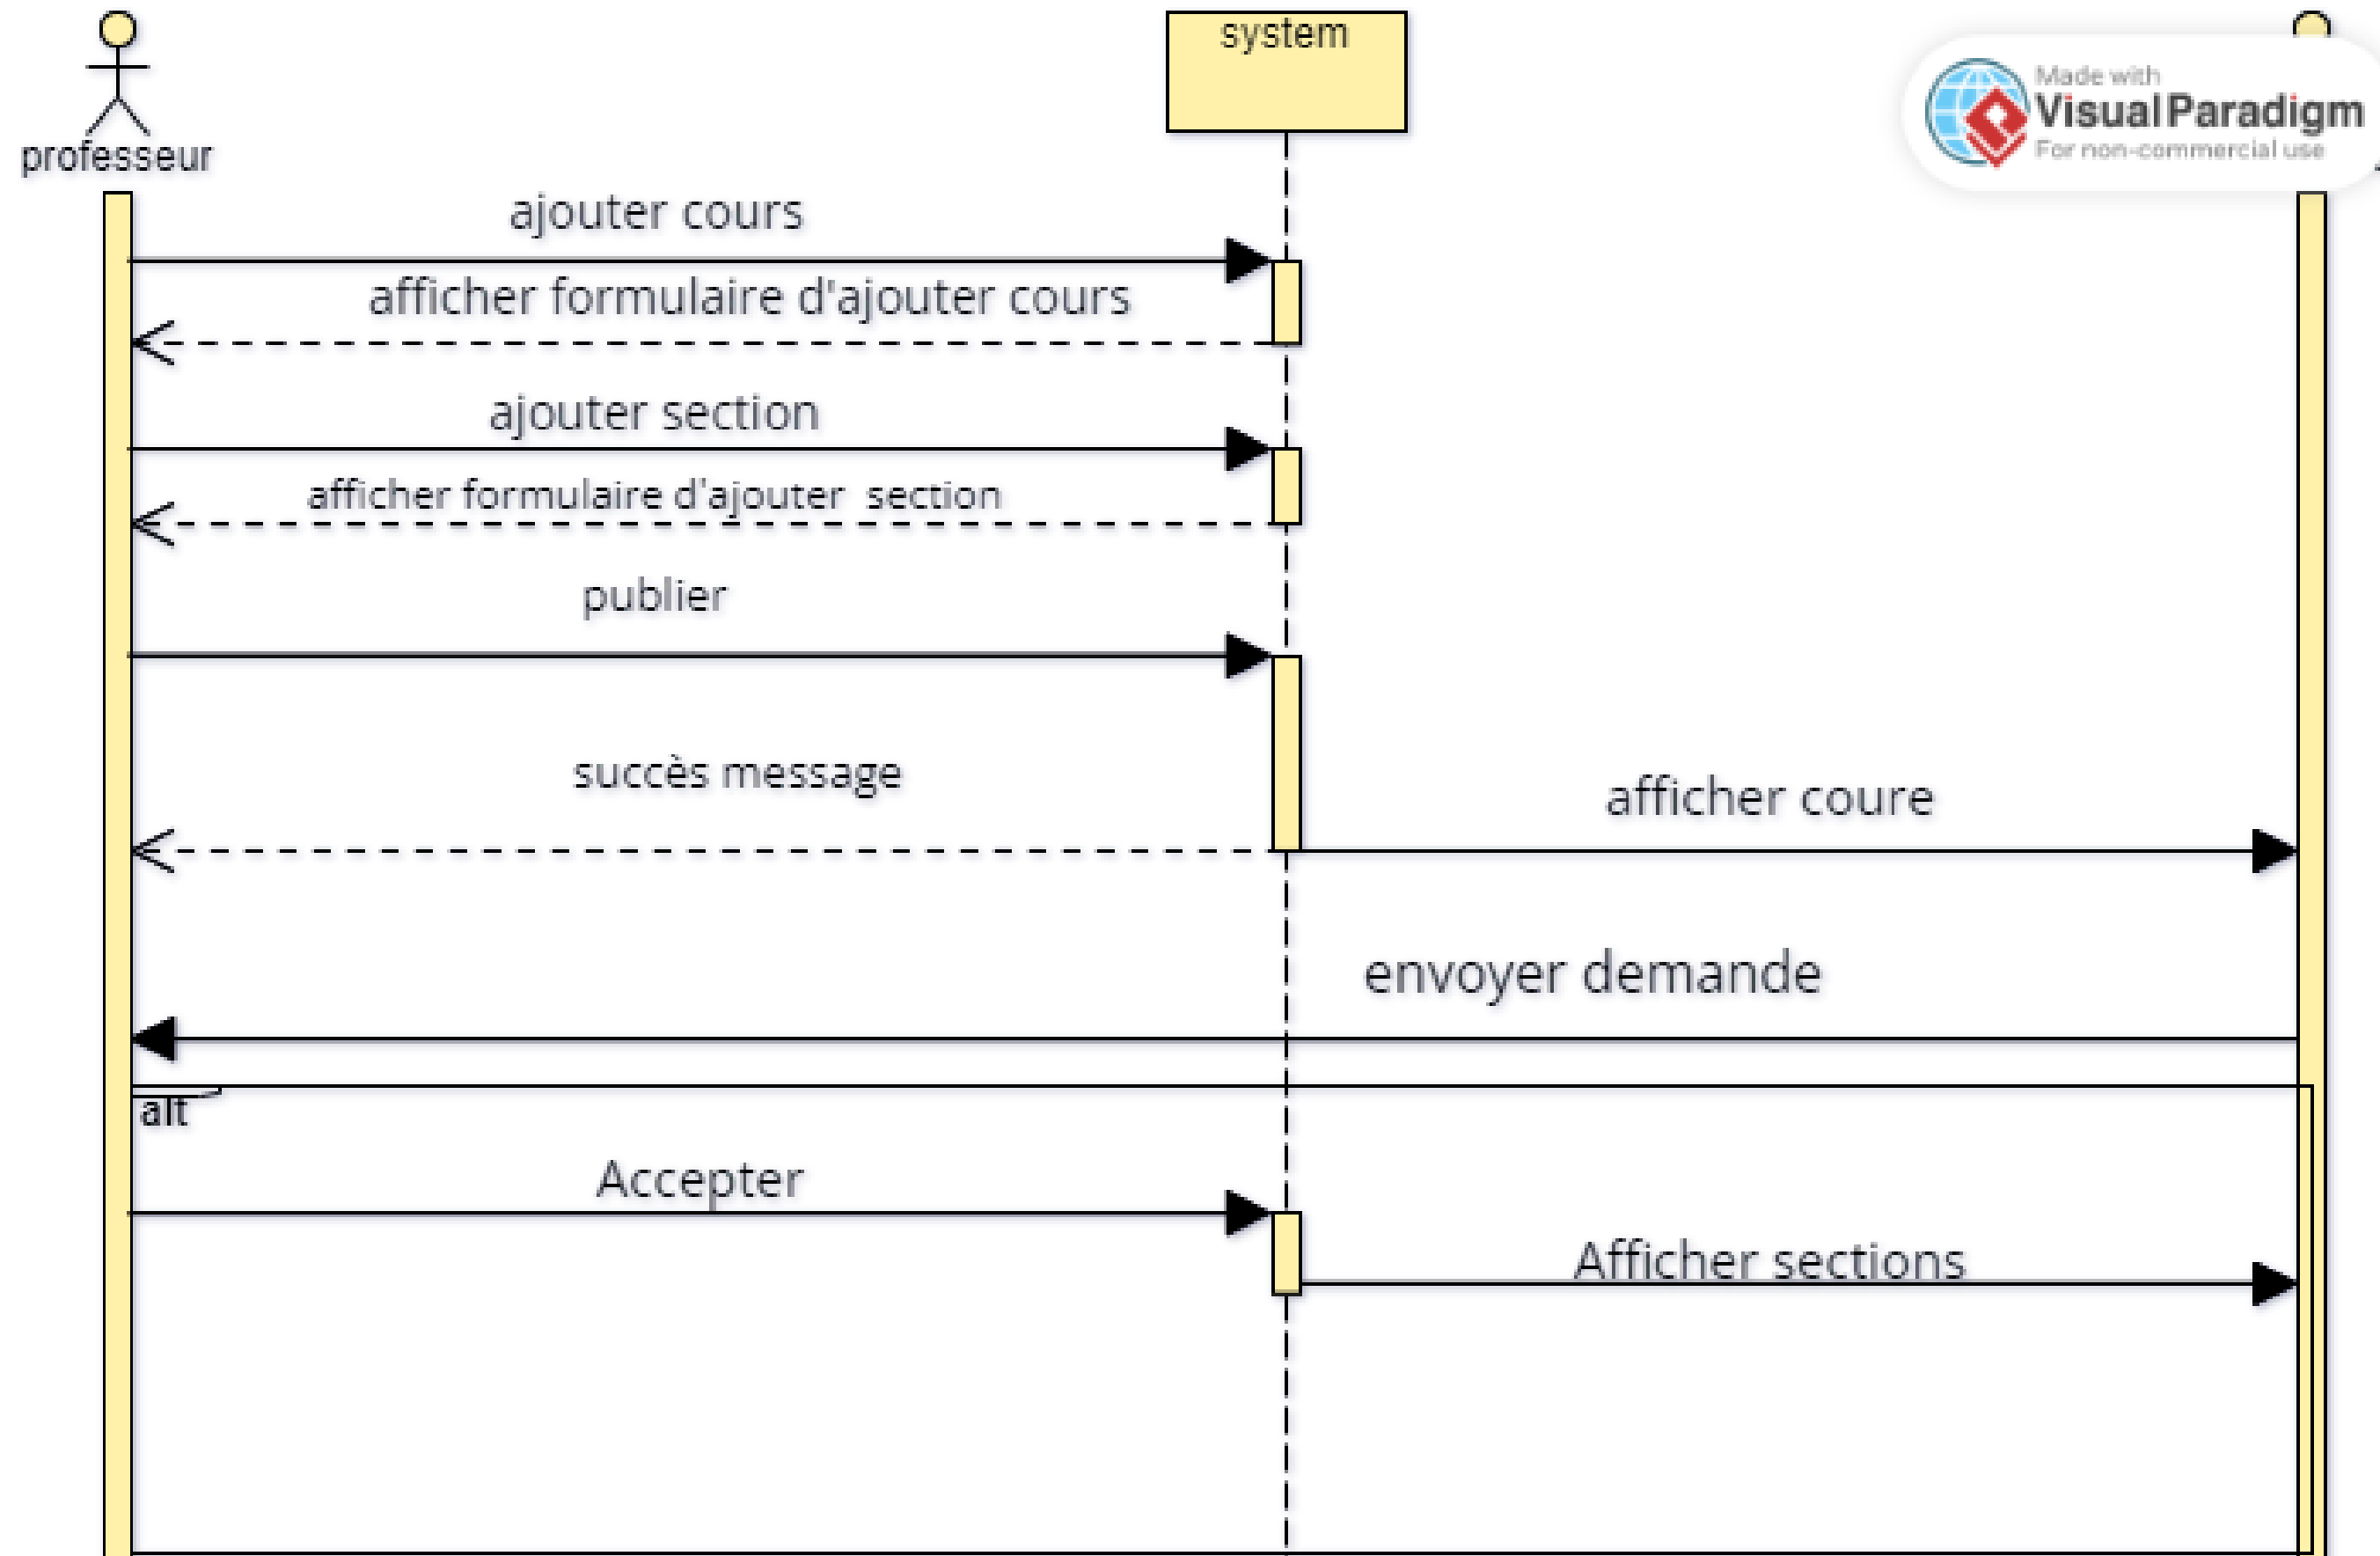 system
Made with
Visual Paradigm
For non-commercial use
professeur
ajouter cours
afficher formulaire d'ajouter cours
ajouter section
afficher formulaire d'ajouter section
publier
succès message
afficher coure
envoyer demande
alt
Accepter
Afficher sections